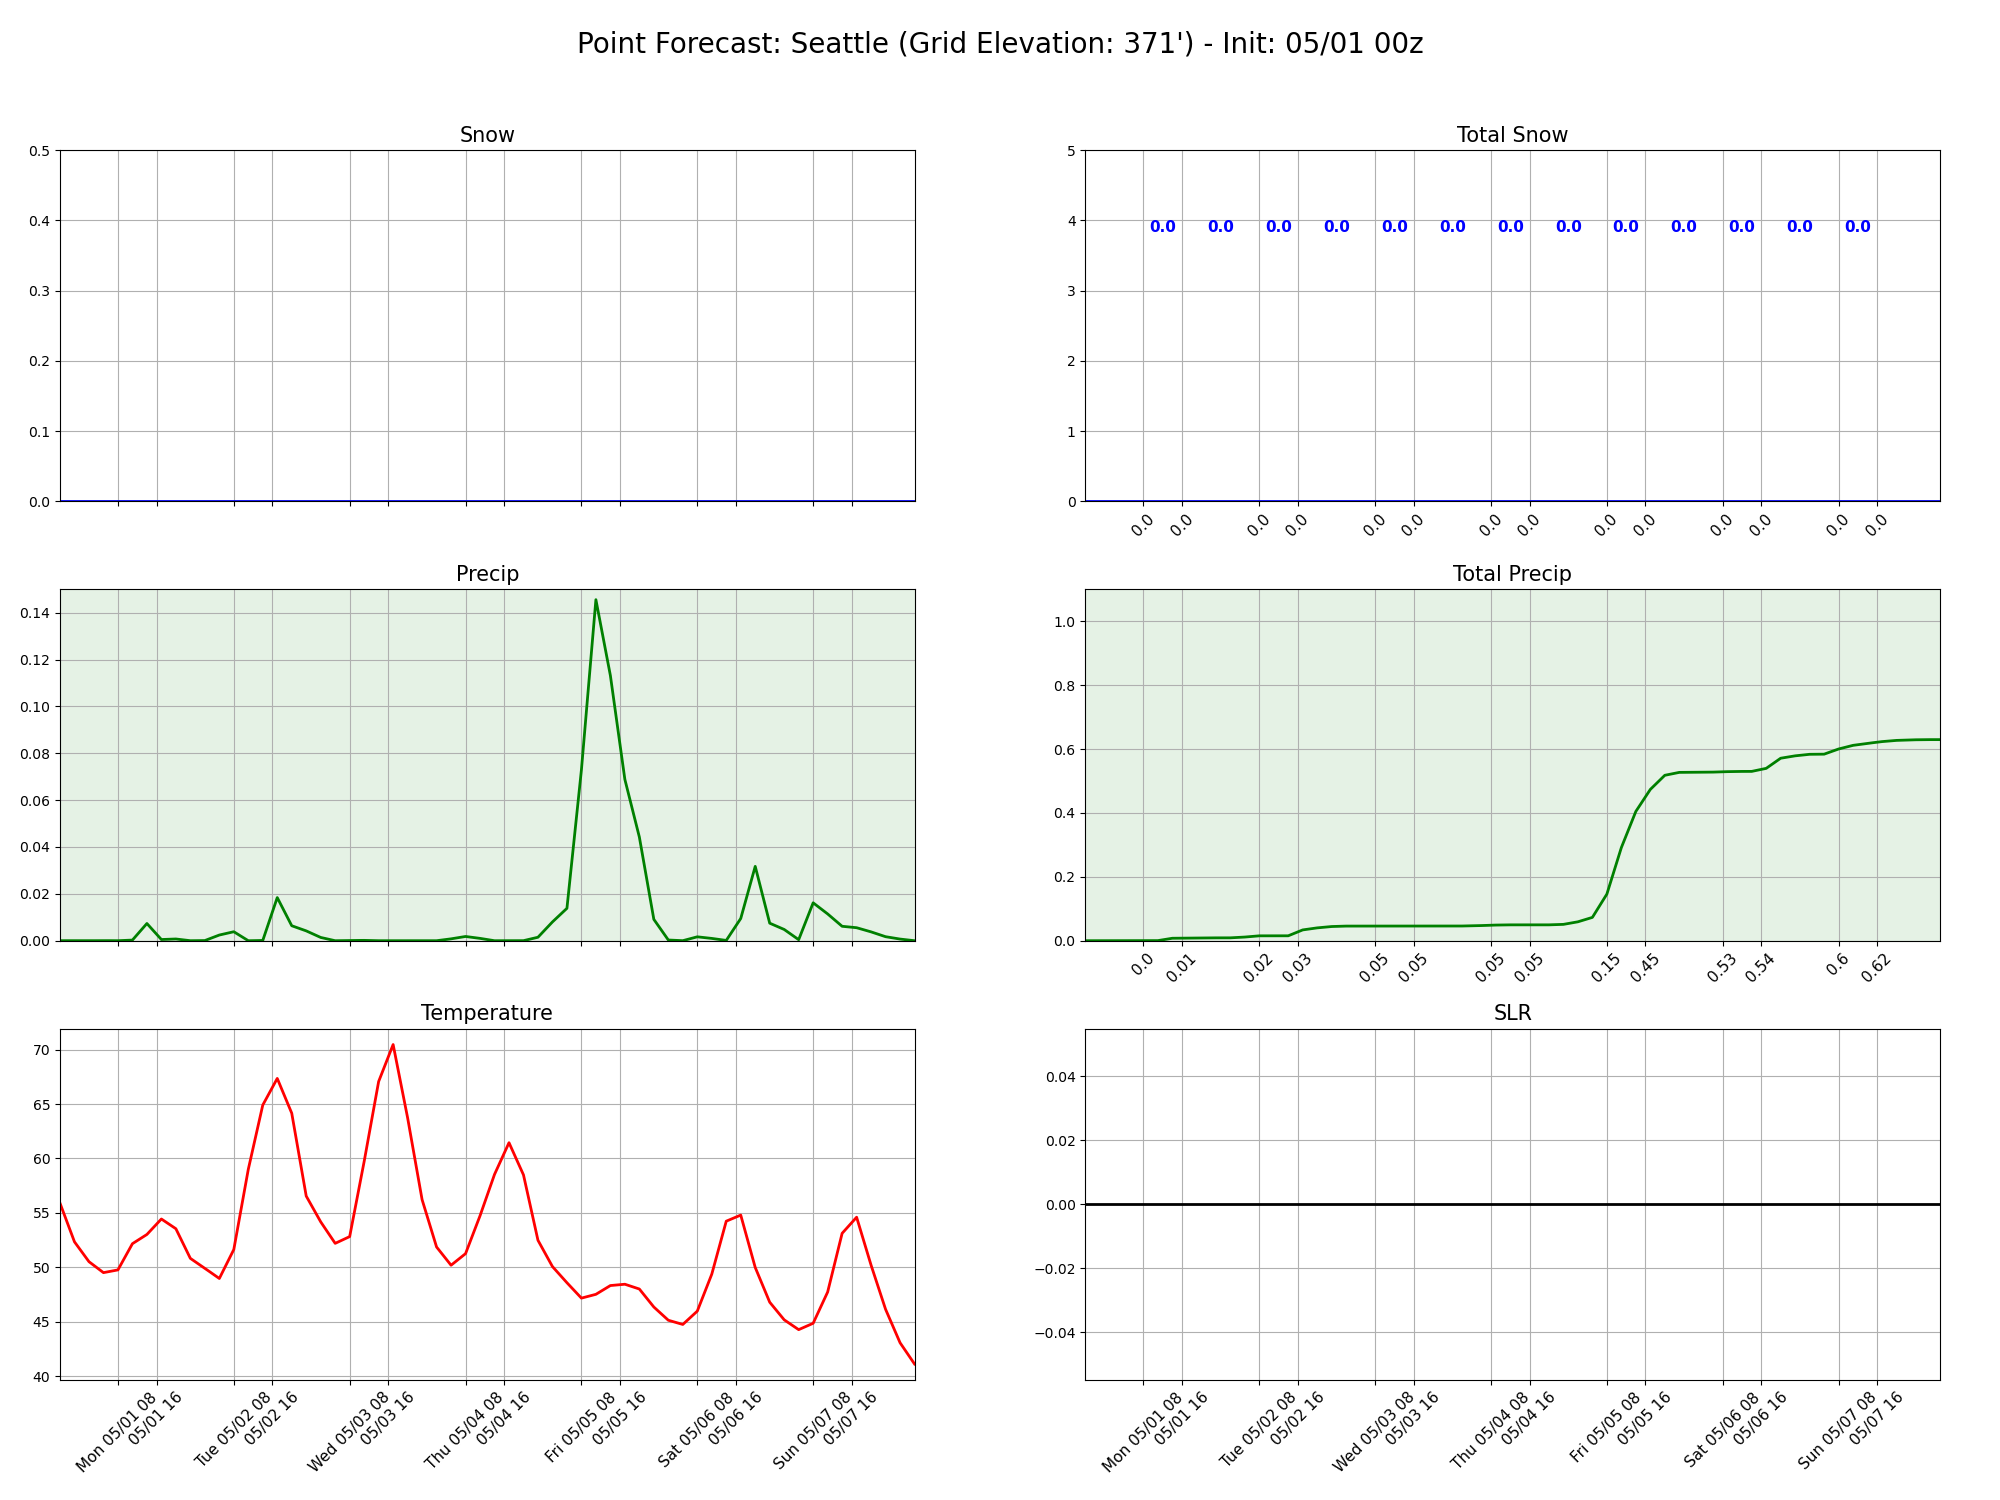 Point Forecast: Seattle (Grid Elevation: 371') - Init: 05/01 00z
Snow
0.5
0.4
0.3
0.2
0.1
0.0
Total Snow
5
4
3
2
1
0
0.0 0.0 0.0 0.0 0.0 0.0 0.0 0.0 0.0 0.0 0.0 0.0 0.0
0.0 0.0 0.0 0.0 0.0 0.0 0.0 0.0 0.0 0.0 0.0 0.0 0.0 0.0
Precip
0.14
0.12
0.10
0.08
0.06
0.04
0.02
0.00
Total Precip
1.0
0.8
0.6
0.4
0.2
0.0
0.0 0.01 0.02 0.03 0.05 0.05 0.05 0.05 0.15 0.45 0.53 0.54 0.6 0.62
Temperature
70
65
60
55
50
45
40
Mon 05/01 08
05/01 16
Tue 05/02 08
05/02 16
Wed 05/03 08
05/03 16
Thu 05/04 08
05/04 16
Fri 05/05 08
05/05 16
Sat 05/06 08
05/06 16
Sun 05/07 08
05/07 16
SLR
0.04
0.02
0.00
−0.02
−0.04
Mon 05/01 08
05/01 16
Tue 05/02 08
05/02 16
Wed 05/03 08
05/03 16
Thu 05/04 08
05/04 16
Fri 05/05 08
05/05 16
Sat 05/06 08
05/06 16
Sun 05/07 08
05/07 16